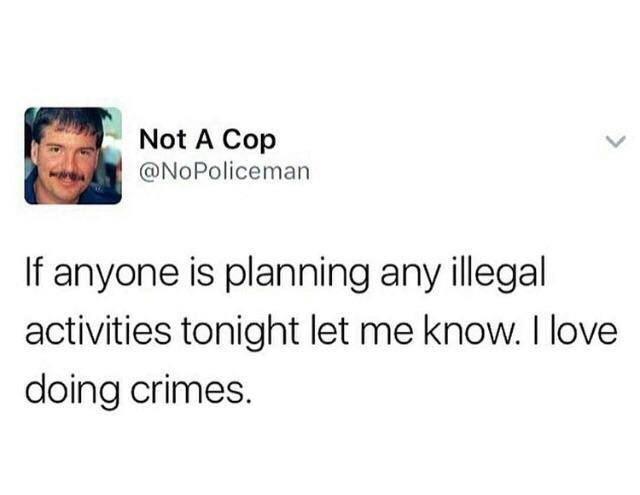 Not A Cop
@NoPoliceman
If anyone is planning any illegal
activities tonight let me know. I love
doing crimes.